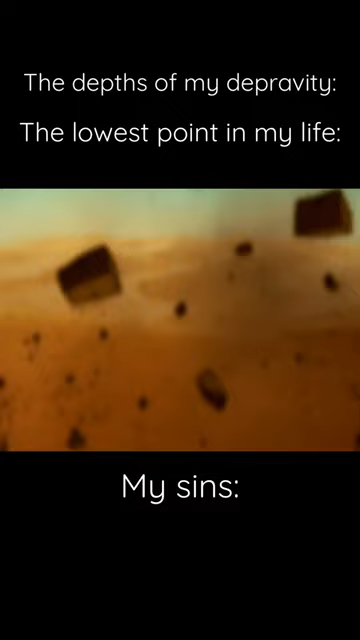 The depths of my depravity:
The lowest point in my life:
My sins: